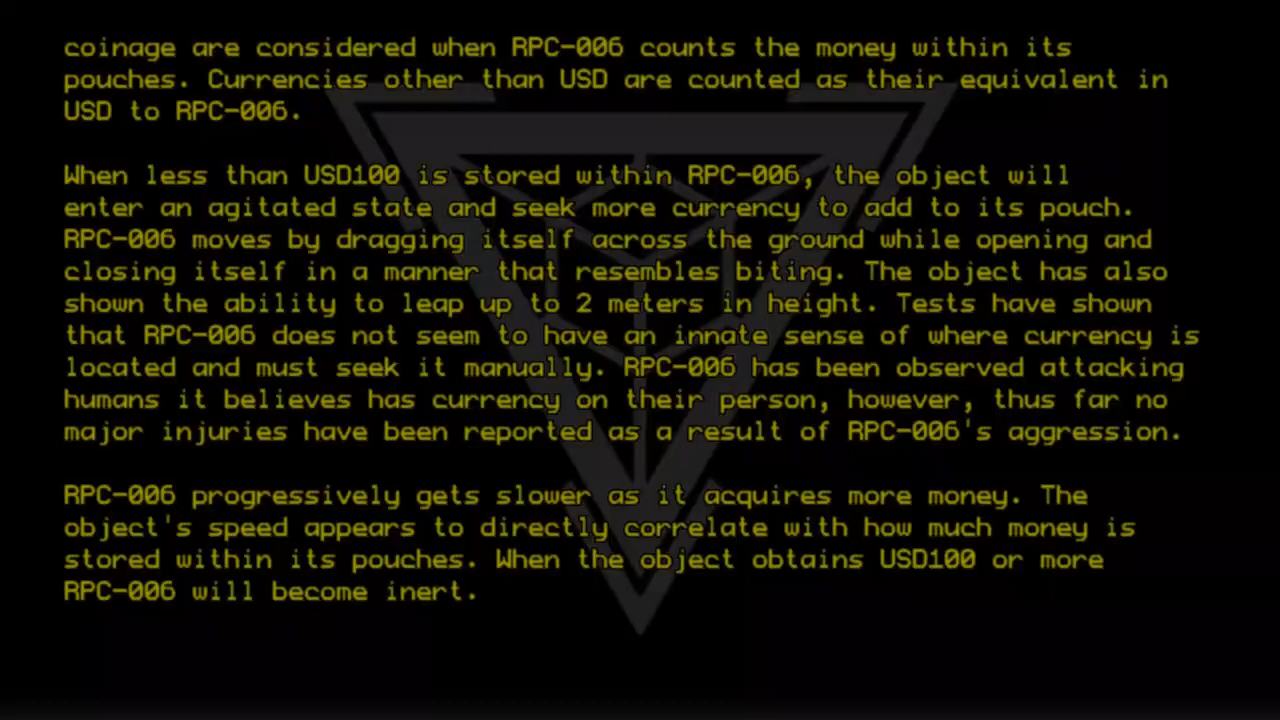 coinage are considered when RPC-006 counts the money within its
pouches. Currencies other than USD are counted as their equivalent in
USD to RPC-006.
When less than USD100 is stored within RPC-006, the object will
enter an agitated state and seek more currency to add to its pouch.
RPC-006 moves by dragging itself across the ground while opening and
closing itself in a manner that resembles biting. The object has also
shown the ability to leap up to 2 meters in height. Tests have shown
that RPC-006 does not seem to have an innate sense of where currency is
located and must seek it manually. RPC-006 has been observed attacking
humans it believes has currency on their person, however, thus far no
major injuries have been reported as a result of RPC-006's aggression.
RPC-006 progressively gets slower as it acquires more money. The
object's speed appears to directly correlate with how much money is
stored within its pouches. When the object obtains USD100 or more
RPC-006 will become inert.